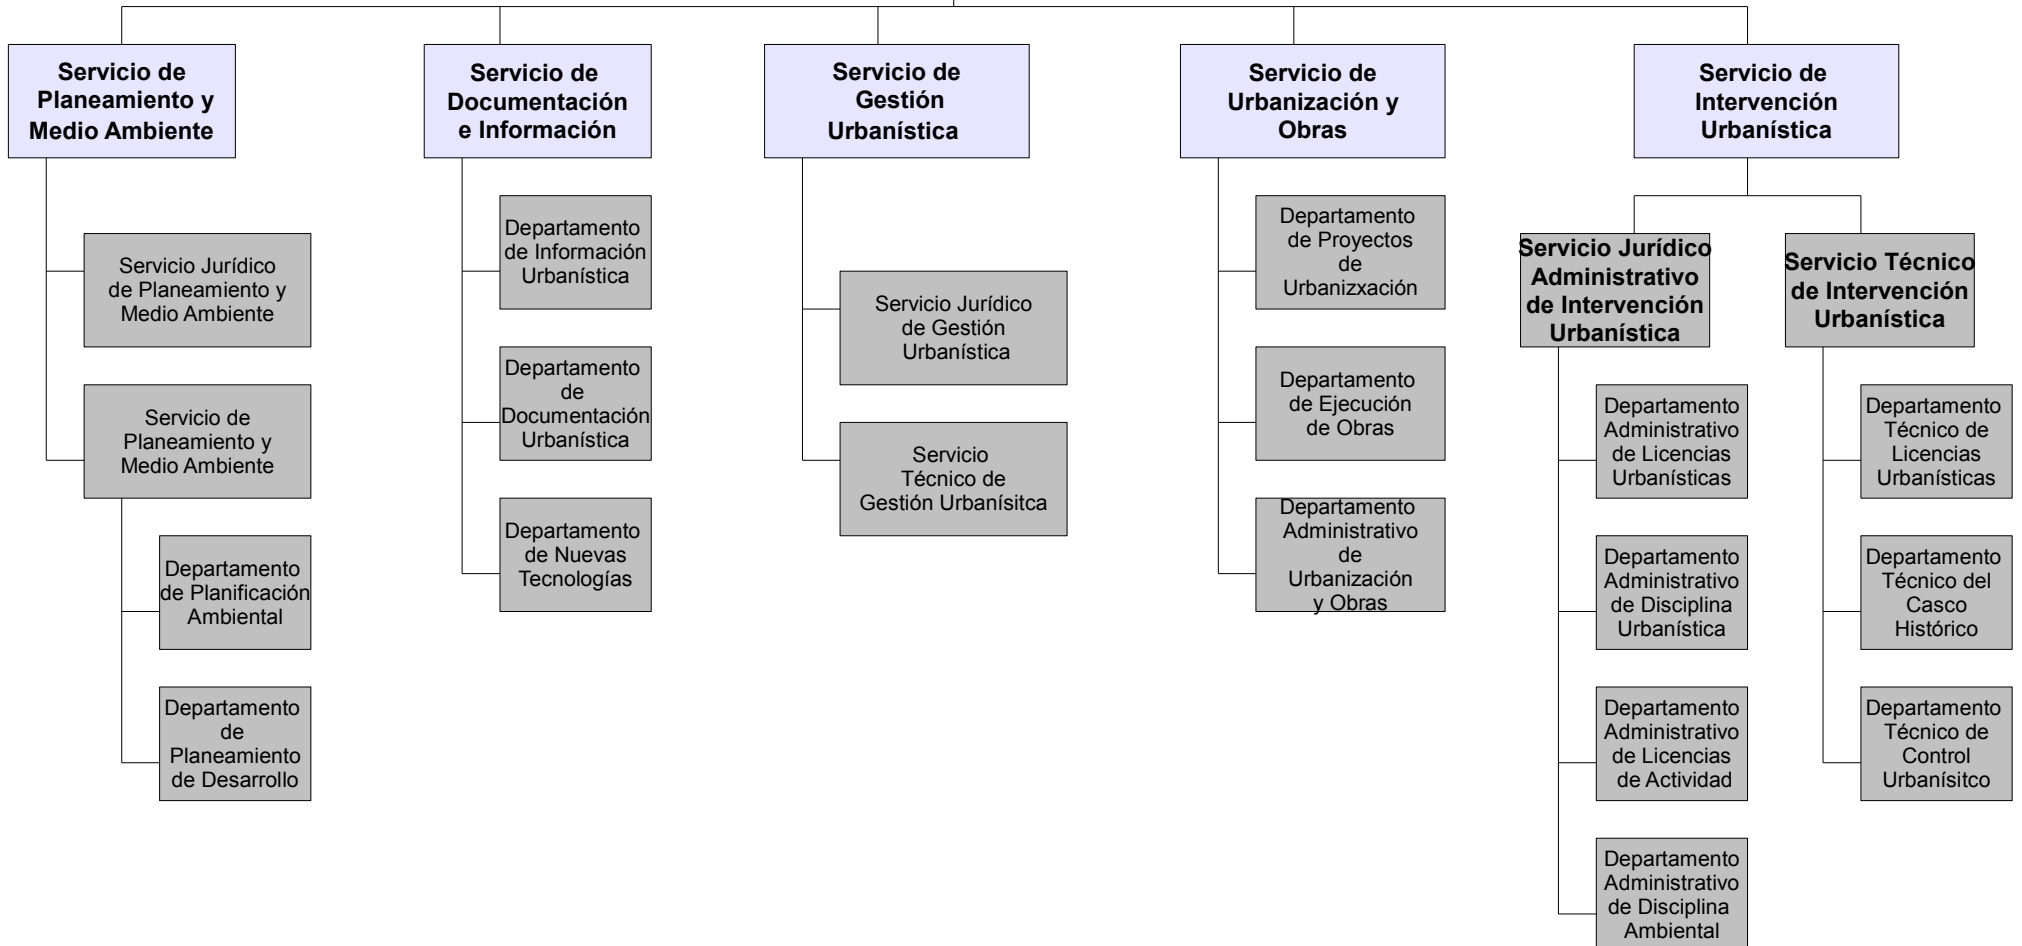 Servicio de
Planeamiento y
Medio Ambiente
Servicio de
Documentación
e Información
Servicio de
Gestión
Urbanística
Servicio de
Urbanización y
Obras
Servicio de
Intervención
Urbanística
Servicio Jurídico
de Planeamiento y
Medio Ambiente
Servicio de
Planeamiento y
Medio Ambiente
Departamento
de Planificación
Ambiental
Departamento
de
Planeamiento
de Desarrollo
Departamento
de Información
Urbanística
Departamento
de
Documentación
Urbanística
Departamento
de Nuevas
Tecnologías
Servicio Jurídico
de Gestión
Urbanística
Servicio
Técnico de
Gestión Urbanísitca
Departamento
de Proyectos
de
Urbanizxación
Departamento
de Ejecución
de Obras
Departamento
Administrativo
de
Urbanización
y Obras
Servicio Jurídico
Administrativo
de Intervención
Urbanística
Departamento
Administrativo
de Licencias
Urbanísticas
Departamento
Administrativo
de Disciplina
Urbanística
Departamento
Administrativo
de Licencias
de Actividad
Departamento
Administrativo
de Disciplina
Ambiental
Servicio Técnico
de Intervención
Urbanística
Departamento
Técnico de
Licencias
Urbanísticas
Departamento
Técnico del
Casco
Histórico
Departamento
Técnico de
Control
Urbanísitco